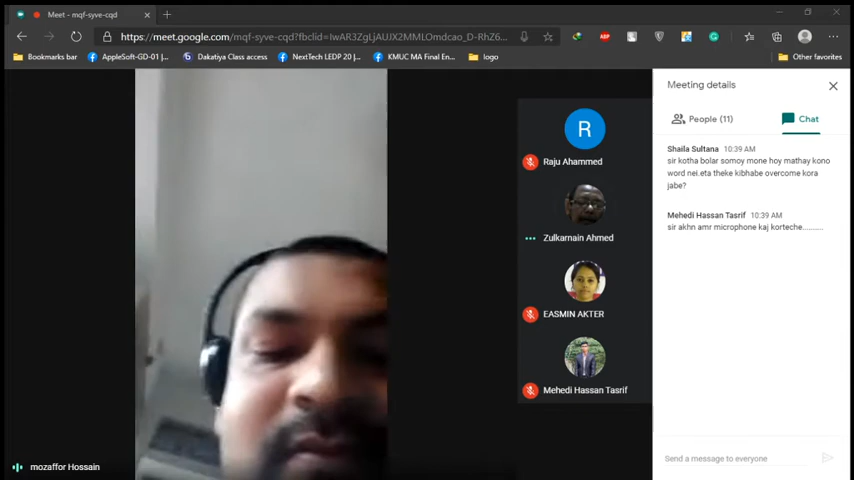 Meet - mqf-syve-cqd
https://meet.google.com/mqf-syve-cqd?fbclid=IwAR3ZgLjAUJX2MMLOmdcao_D-RhZ6...
Bookmarks bar
AppleSoft-GD-01 |...
Dakatiya Class access
NextTech LEDP 20 |...
KMUC MA Final En...
logo
Other favorites
Meeting details
People (11)
Chat
Shaila Sultana 10:39 AM
sir kotha bolar somoy mone hoy mathay kono
word nei.eta theke kibhabe overcome kora
jabe?
Mehedi Hassan Tasrif 10:39 AM
sir akhn amr microphone kaj korteche..........
R
Raju Ahammed
Zulkarnain Ahmed
EASMIN AKTER
Mehedi Hassan Tasrif
mozaffor Hossain
Send a message to everyone